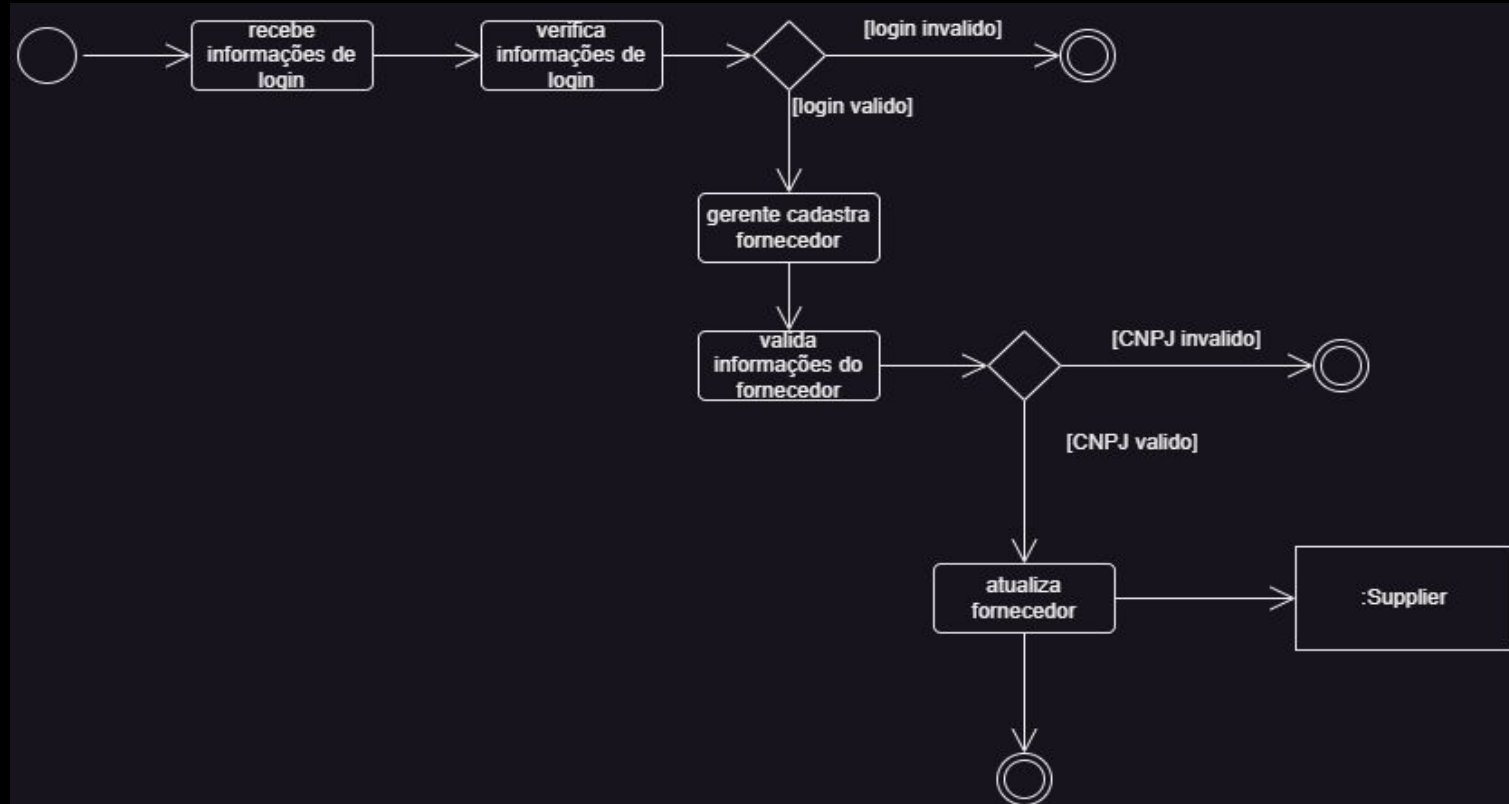 recebe
informações de
login
verifica
informações de
login
[login invalido]
[login valido]
gerente cadastra
fornecedor
valida
informações do
fornecedor
[CNPJ invalido]
[CNPJ valido]
atualiza
fornecedor
:Supplier